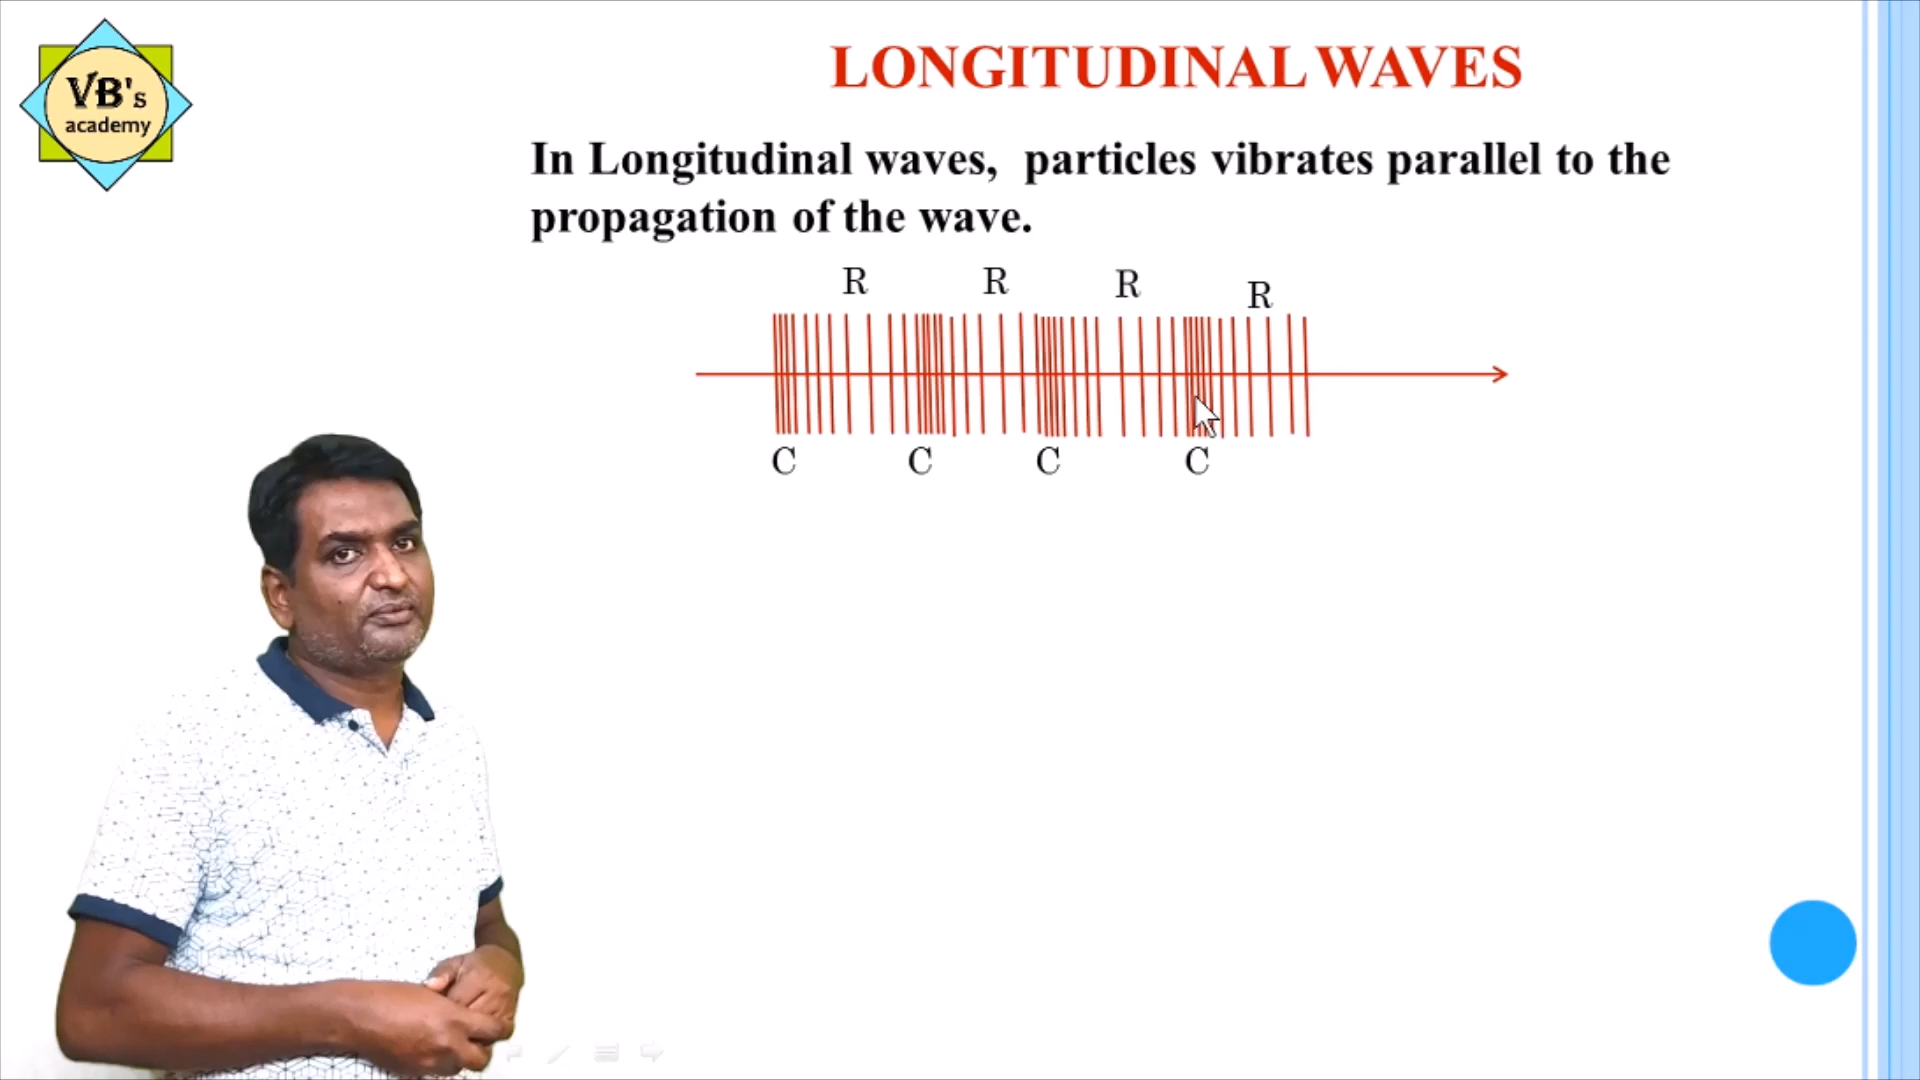 VB's
academy
LONGITUDINAL WAVES
In Longitudinal waves, particles vibrates parallel to the
propagation of the wave.
R R R R
C C C C